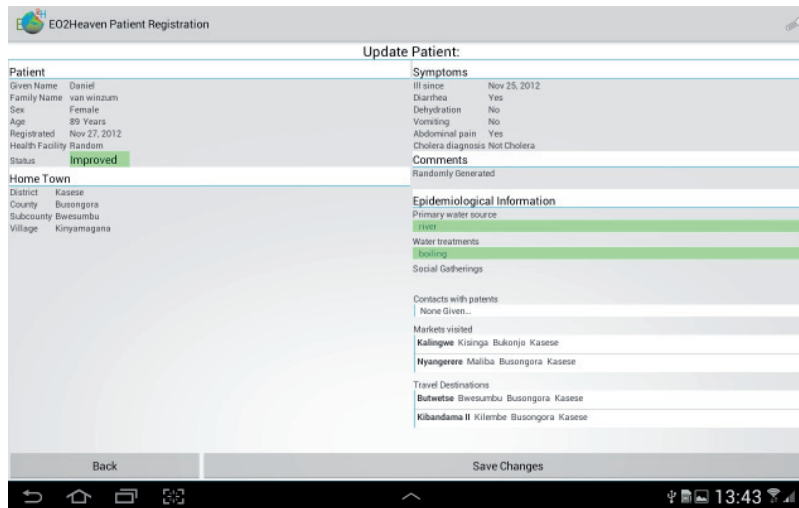 EO2Heaven Patient Registration
Update Patient:
Patient
Given Name Daniel
Family Name van winzum
Sex Female
Age 89 Years
Registrated Nov 27, 2012
Health Facility Random
Status Improved
Home Town
District Kasese
County Busongora
Subcounty Bwesumbu
Village Kinyamagana
Symptoms
Ill since Nov 25, 2012
Diarrhea Yes
Dehydration No
Vomiting No
Abdominal pain Yes
Cholera diagnosis Not Cholera
Comments
Randomly Generated
Epidemiological Information
Primary water source
river
Water treatments
boiling
Social Gatherings
Contacts with patents
None Given...
Markets visited
Kalingwe Kisinga Bukonjo Kasese
Nyangerere Maliba Busongora Kasese
Travel Destinations
Butwetse Bwesumbu Busongora Kasese
Kibandama II Kilembe Busongora Kasese
Back
Save Changes
13:43